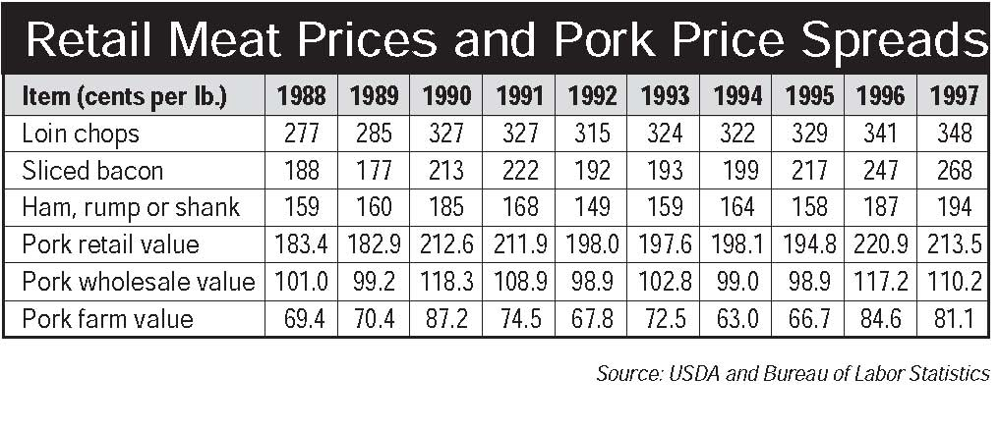 Retail Meat Prices and Pork Price Spreads
Item (cents per lb.) 1988 1989 1990 1991 1992 1993 1994 1995 1996 1997
Loin chops 277 285 327 327 315 324 322 329 341 348
Sliced bacon 188 177 213 222 192 193 199 217 247 268
Ham, rump or shank 159 160 185 168 149 159 164 158 187 194
Pork retail value 183.4 182.9 212.6 211.9 198.0 197.6 198.1 194.8 220.9 213.5
Pork wholesale value 101.0 99.2 118.3 108.9 98.9 102.8 99.0 98.9 117.2 110.2
Pork farm value 69.4 70.4 87.2 74.5 67.8 72.5 63.0 66.7 84.6 81.1
Source: USDA and Bureau of Labor Statistics